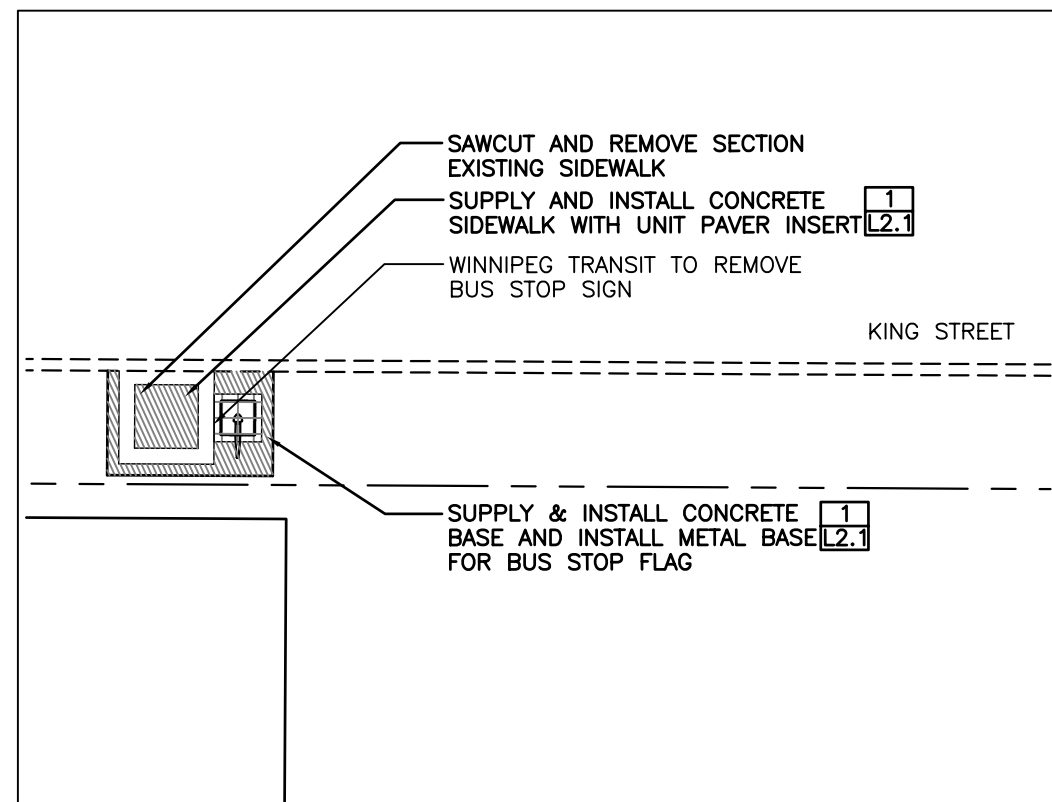 SAWCUT AND REMOVE SECTION
EXISTING SIDEWALK
SUPPLY AND INSTALL CONCRETE 1
SIDEWALK WITH UNIT PAVER INSERT L2.1
WINNIPEG TRANSIT TO REMOVE
BUS STOP SIGN
KING STREET
SUPPLY & INSTALL CONCRETE 1
BASE AND INSTALL METAL BASE L2.1
FOR BUS STOP FLAG